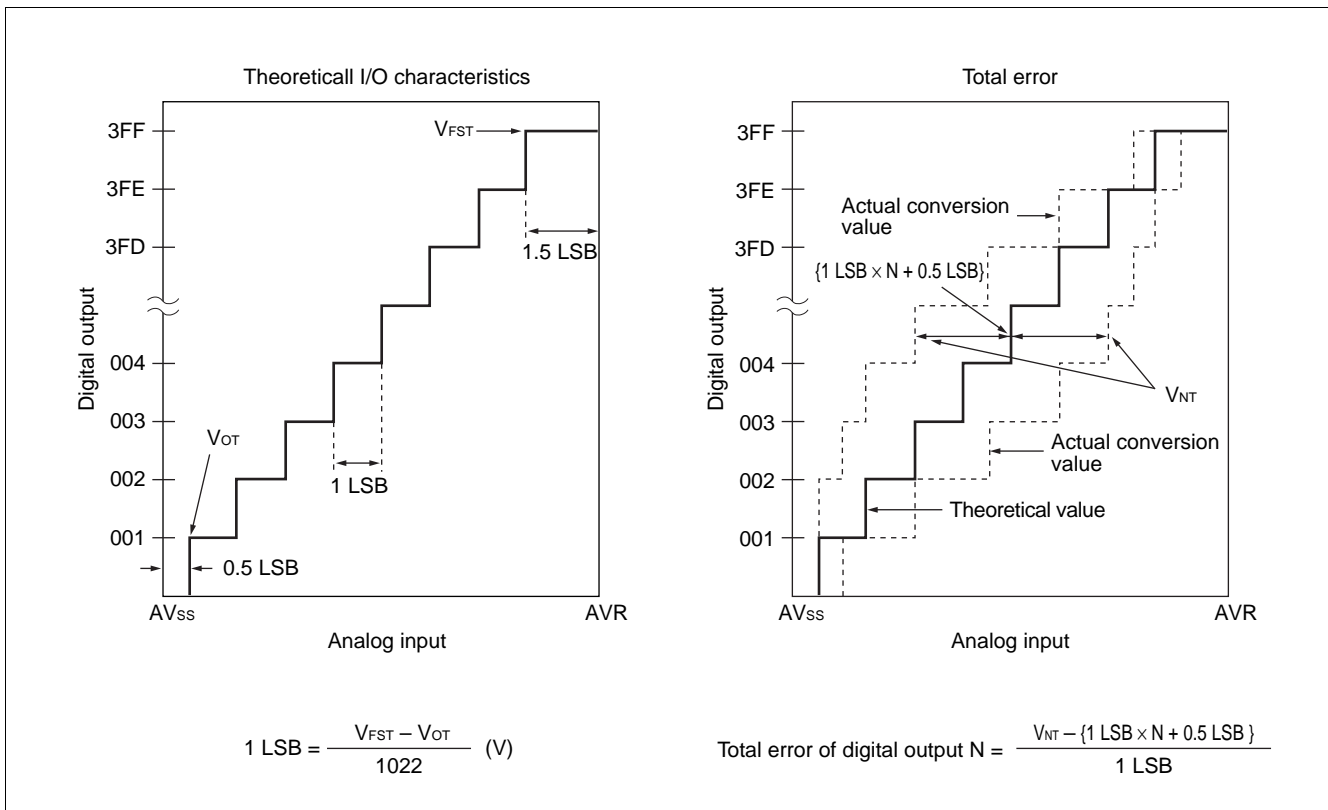 Theoreticall I/O characteristics
3FF
3FE
3FD
004
003
002
001
Digital output
VFST
1.5 LSB
VOT
1 LSB
0.5 LSB
AVSS
AVR
Analog input
1 LSB = VFST – VOT / 1022 (V)
Total error
3FF
3FE
3FD
004
003
002
001
Digital output
Actual conversion
value
{1 LSB × N + 0.5 LSB}
VNT
Actual conversion
value
Theoretical value
AVSS
AVR
Analog input
Total error of digital output N = VNT – {1 LSB × N + 0.5 LSB } / 1 LSB